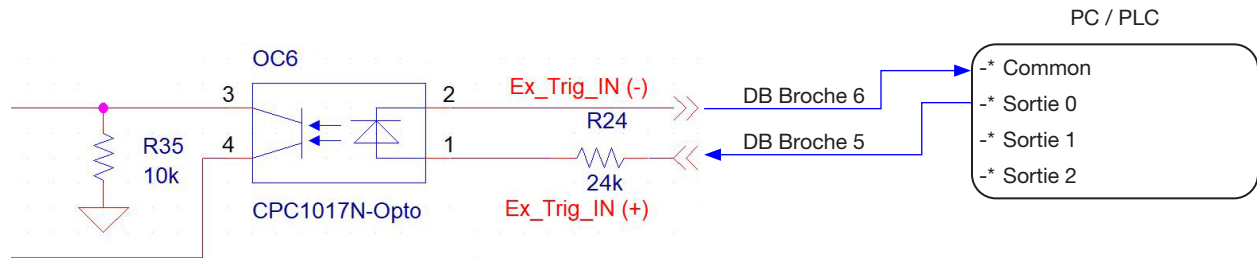 PC / PLC
OC6
Ex_Trig_IN (-)
-* Common
3
2
DB Broche 6
-* Sortie 0
R24
R35
4
1
DB Broche 5
-* Sortie 1
10k
24k
-* Sortie 2
CPC1017N-Opto
Ex_Trig_IN (+)